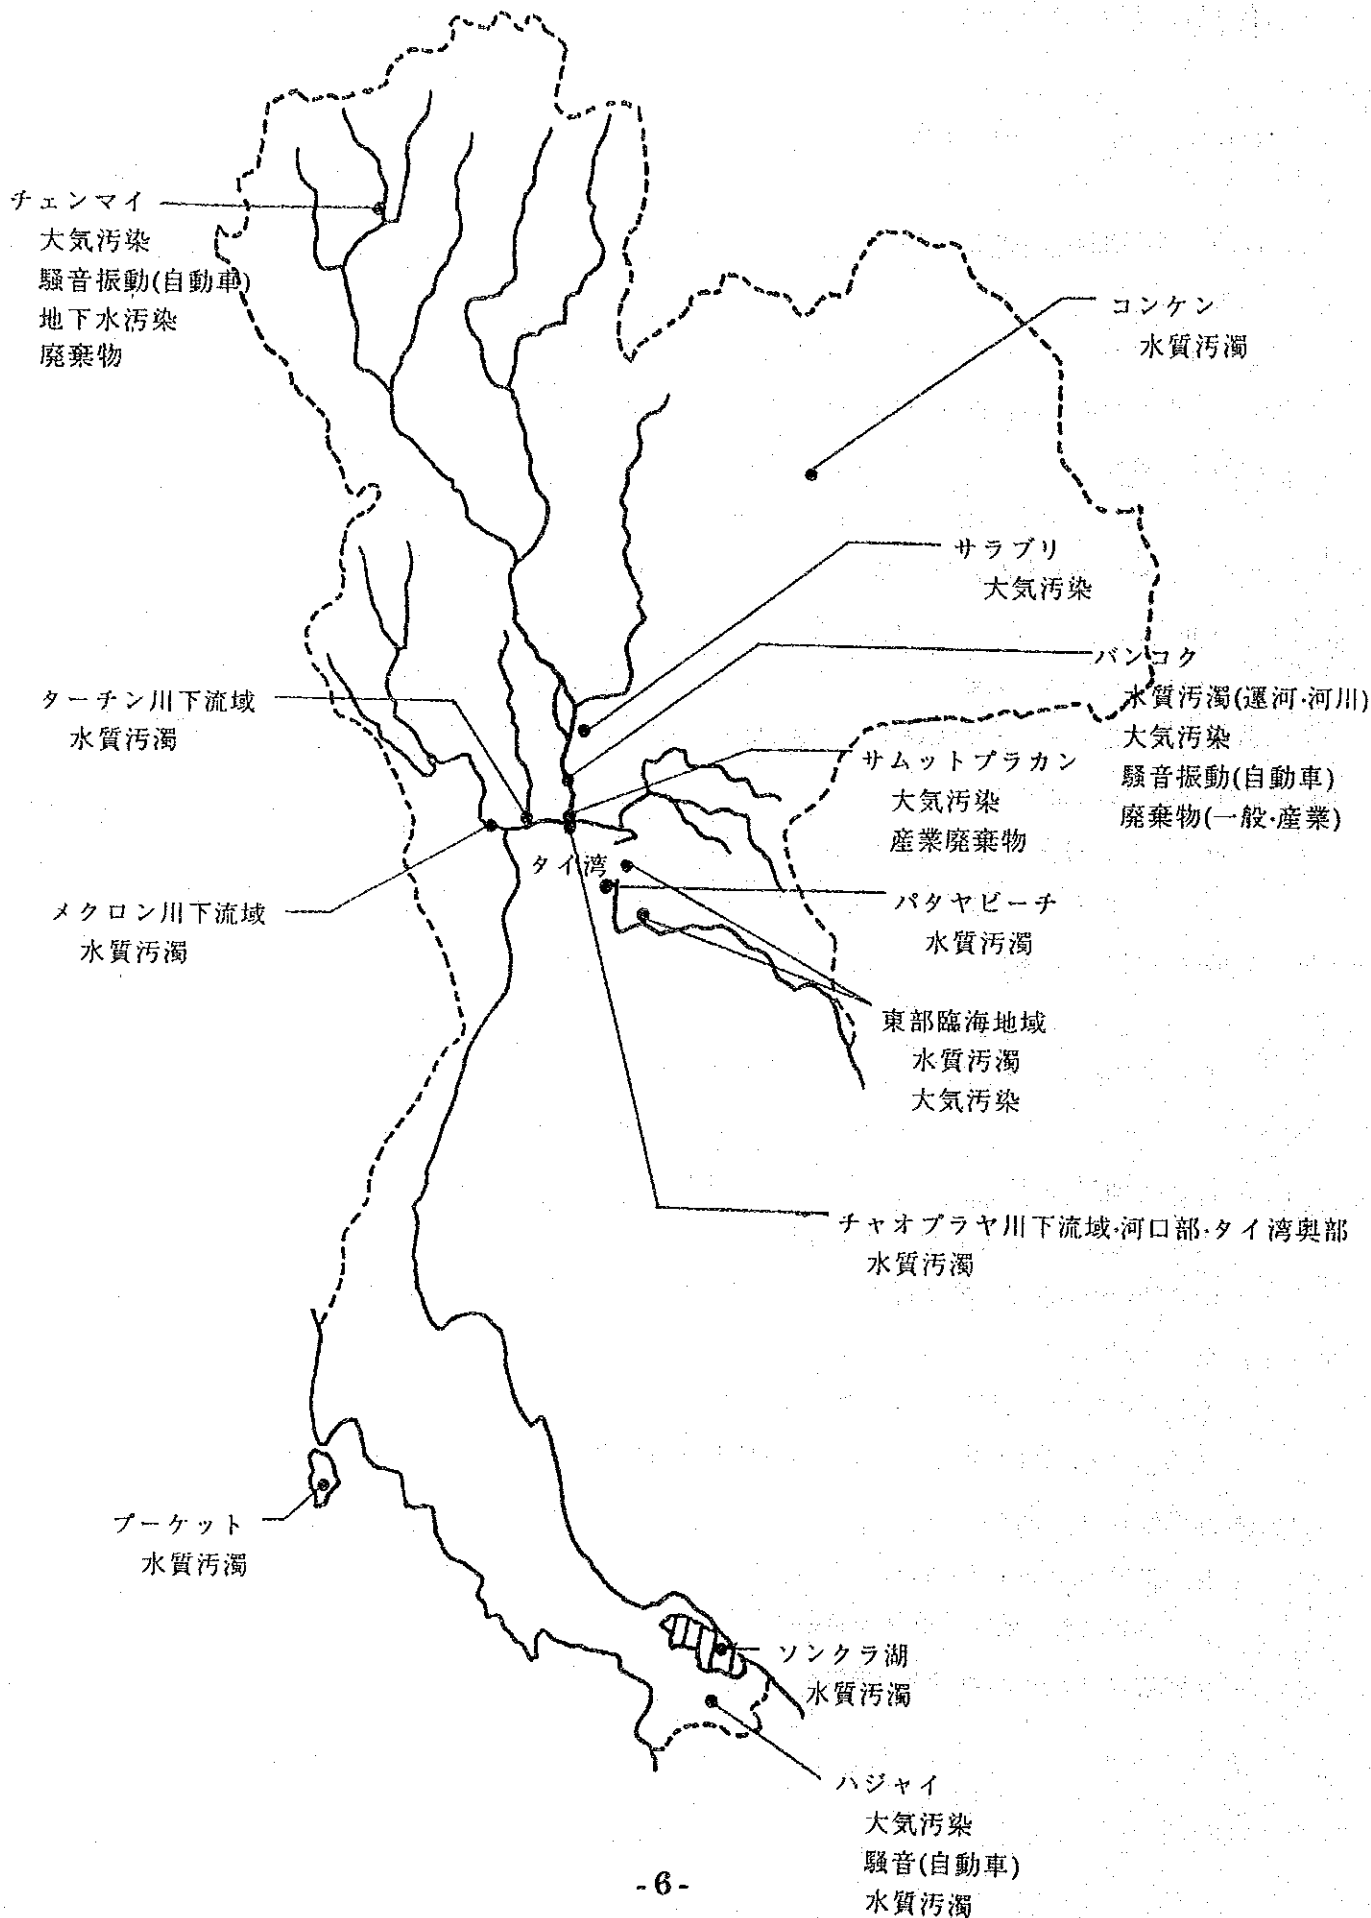 チェンマイ
大気汚染
騒音振動(自動車)
地下水汚染
廃棄物
コンケン
水質汚濁
サラブリ
大気汚染
バンコク
水質汚濁(運河·河川)
大気汚染
騒音振動(自動車)
廃棄物(一般·産業)
ターチン川下流域
水質汚濁
サムットプラカン
大気汚染
産業廃棄物
タイ湾
メクロン川下流域
水質汚濁
パタヤビーチ
水質汚濁
東部臨海地域
水質汚濁
大気汚染
チャオプラヤ川下流域·河口部·タイ湾奥部
水質汚濁
プーケット
水質汚濁
ソンクラ湖
水質汚濁
ハジャイ
大気汚染
騒音(自動車)
水質汚濁
-6-